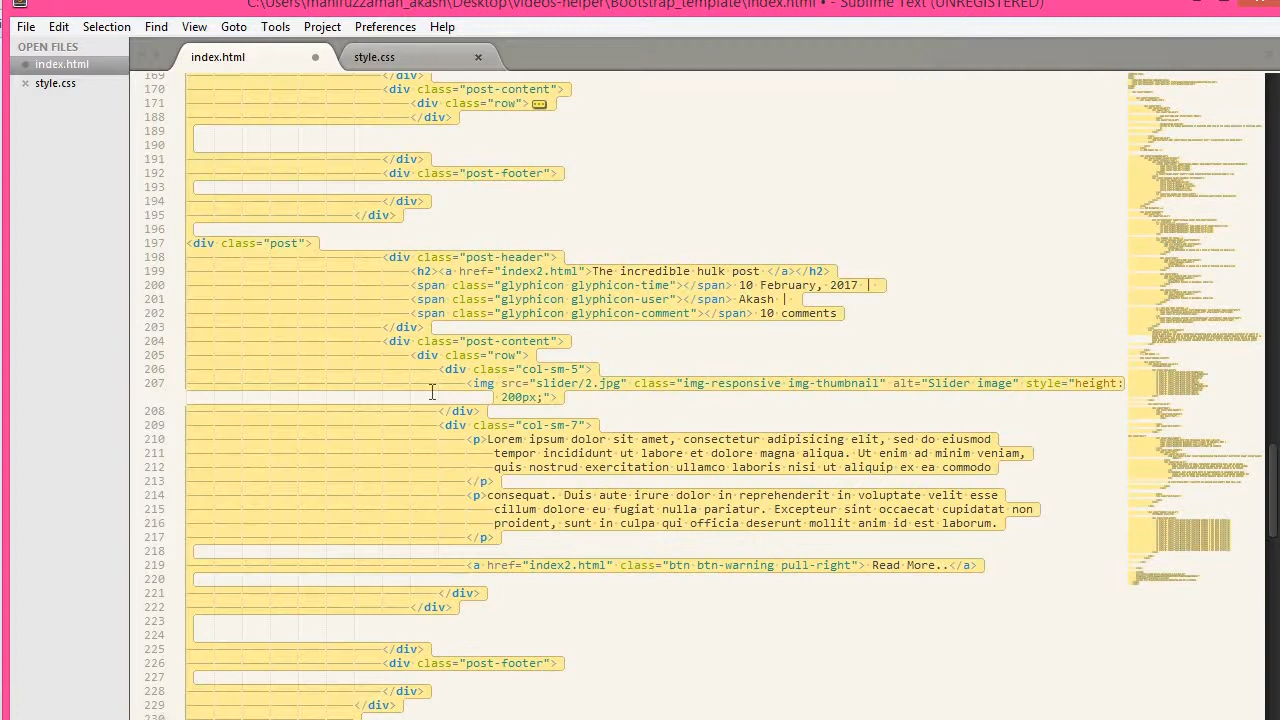 C:\Users\maniruzzaman_akash\Desktop\videos-helper\Bootstrap_template\index.html • - Sublime Text (UNREGISTERED)
File Edit Selection Find View Goto Tools Project Preferences Help
OPEN FILES
index.html
style.css
index.html
style.css
169 </div>
170 <div class="post-content">
171 <div class="row">
188 </div>
189
190
191 </div>
192 <div class="post-footer">
193
194 </div>
195 </div>
196
197 <div class="post">
198 <div class="post-header">
199 <h2><a href="index2.html">The incredible hulk post </a></h2>
200 <span class="glyphicon glyphicon-time"></span> 10 February, 2017 |
201 <span class="glyphicon glyphicon-user"></span> Akash |
202 <span class="glyphicon glyphicon-comment"></span> 10 comments
203 </div>
204 <div class="post-content">
205 <div class="row">
206 <div class="col-sm-5">
207 <img src="slider/2.jpg" class="img-responsive img-thumbnail" alt="Slider image" style="height:
200px;">
208 </div>
209 <div class="col-sm-7">
210 <p>Lorem ipsum dolor sit amet, consectetur adipisicing elit, sed do eiusmod
211 tempor incididunt ut labore et dolore magna aliqua. Ut enim ad minim veniam,
212 quis nostrud exercitation ullamco laboris nisi ut aliquip ex ea commodo
213 </p>
214 <p>consequat. Duis aute irure dolor in reprehenderit in voluptate velit esse
215 cillum dolore eu fugiat nulla pariatur. Excepteur sint occaecat cupidatat non
216 proident, sunt in culpa qui officia deserunt mollit anim id est laborum.
217 </p>
218
219 <a href="index2.html" class="btn btn-warning pull-right"> Read More..</a>
220
221 </div>
222 </div>
223
224
225 </div>
226 <div class="post-footer">
227
228 </div>
229 </div>
230